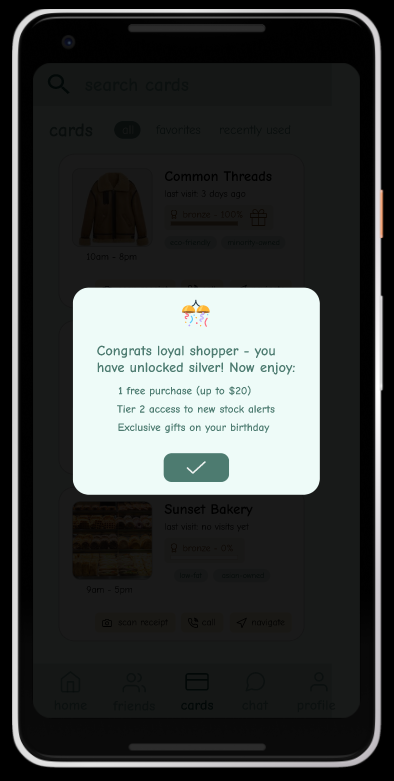 search cards
cards all favorites recently used
Common Threads
last visit: 3 days ago
bronze - 100%
10am - 8pm
Congrats loyal shopper - you
have unlocked silver! Now enjoy:
1 free purchase (up to $20)
Tier 2 access to new stock alerts
Exclusive gifts on your birthday
Sunset Bakery
last visit: no visits yet
bronze - 0%
9am - 5pm
scan receipt call navigate
home friends cards chat profile